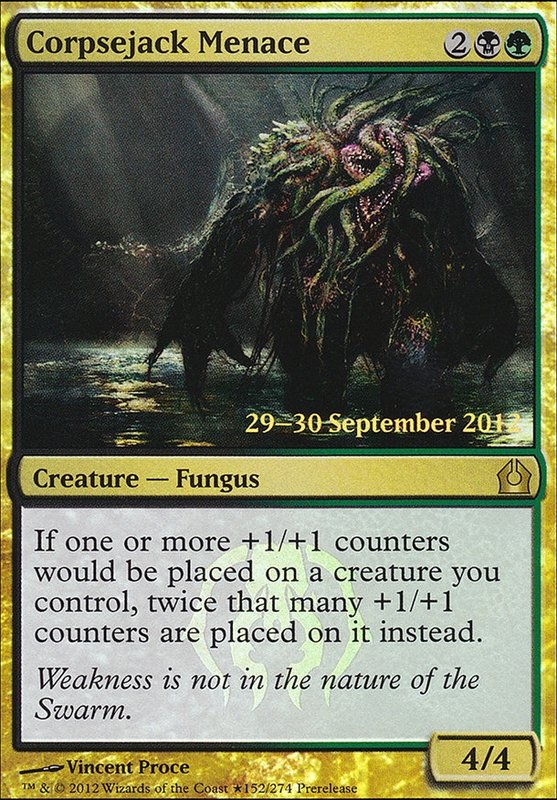 Corpsejack Menace 2
29–30 September 2012
Creature — Fungus
If one or more +1/+1 counters
would be placed on a creature you
control, twice that many +1/+1
counters are placed on it instead.
Weakness is not in the nature of the
Swarm.
Vincent Proce
4/4
™ & © 2012 Wizards of the Coast ★152/274 Prerelease